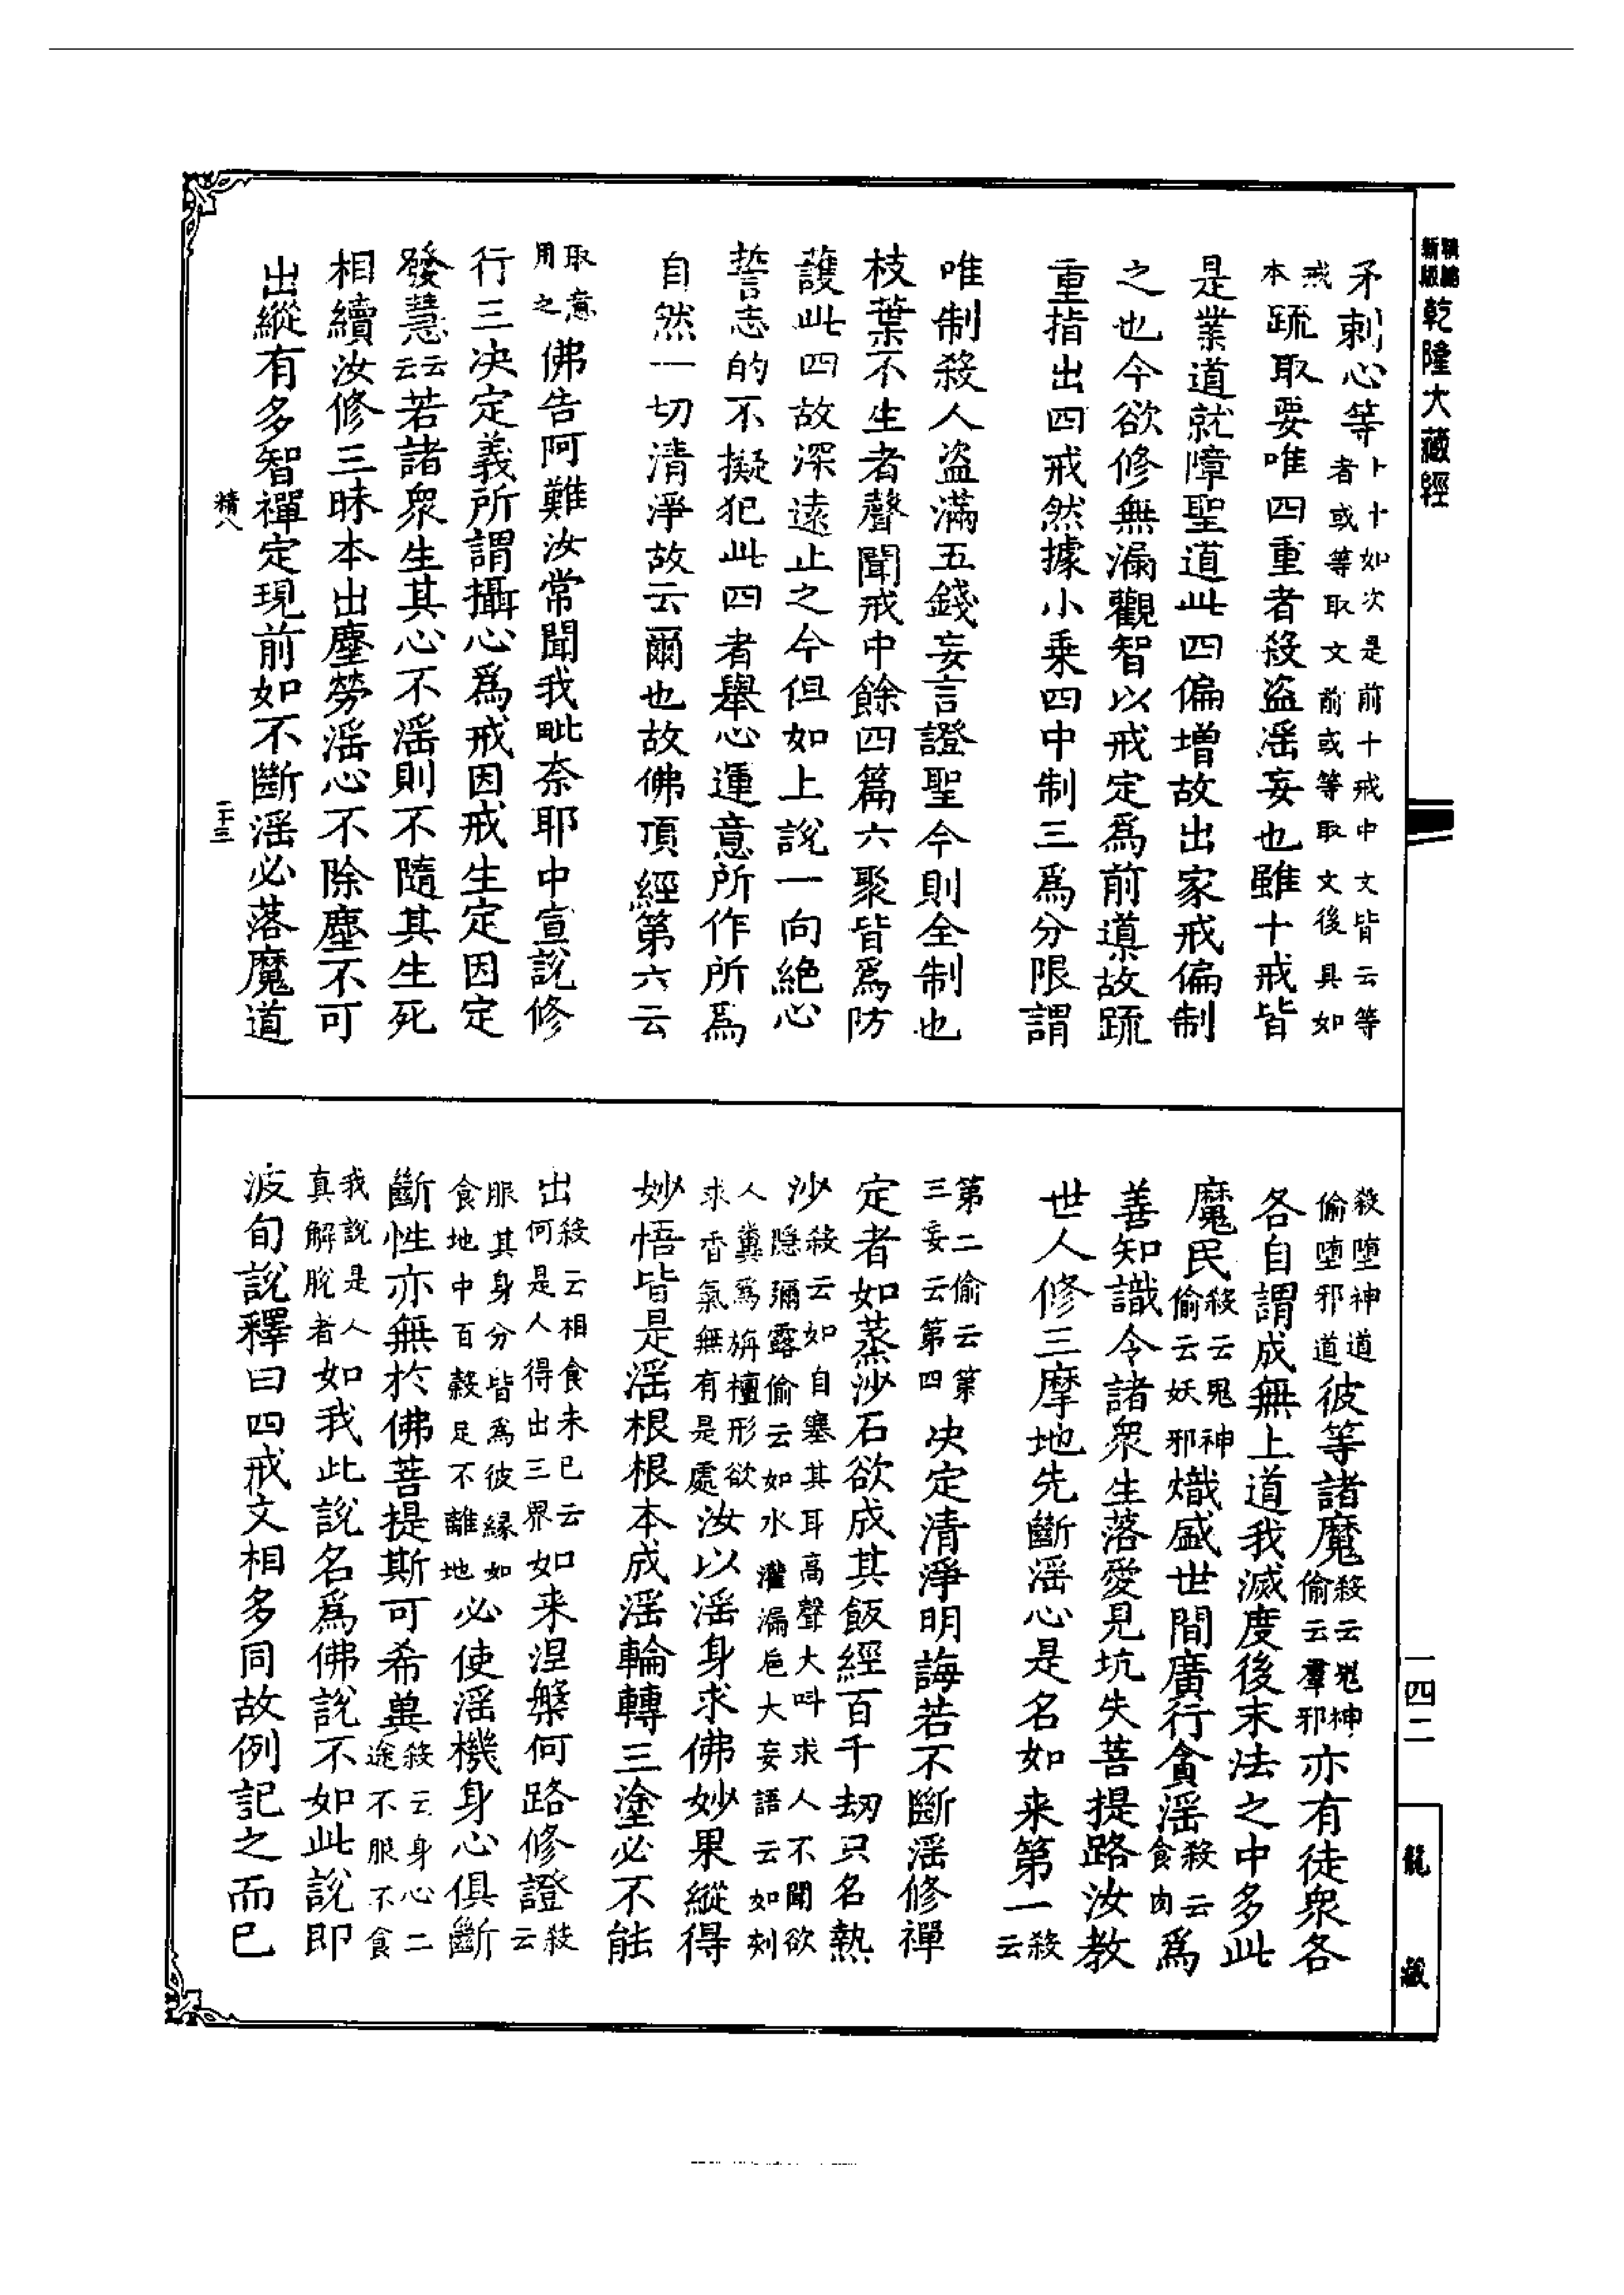 新編
新版
乾隆大藏經
矛刺心等卜十如次是前十戒中文皆云等
者或等取文前或等取文後具如
戒
本疏取要唯四重者殺盗滛妄也雖十戒皆
是業道就障聖道此四偏增故出家戒偏制
之也今欲修無漏觀智以戒定爲前導故疏
重指出四戒然據小乗四中制三爲分限謂
唯制殺人盗滿五錢妄言證聖今則全制也
枝葉不生者聲聞戒中餘四篇六聚皆爲防
護此四故深遠止之今但如上說一向絶心
誓志的不擬犯此四者舉心運意所作所爲
自然一切清淨故云爾也故佛頂經第六云
取意
用之佛告阿難汝常聞我毗奈耶中宣說修
行三决定義所謂攝心爲戒因戒生定因定
發慧云云若諸衆生其心不滛則不隨其生死
相續汝修三昧本出塵勞滛心不除塵不可
出縱有多智禪定現前如不斷滛必落魔道
精八
二十三
殺墮神道
偷墮邪道彼等諸魔殺云鬼神
偷云羣邪亦有徒衆各
各自謂成無上道我滅度後末法之中多此
魔民殺云鬼神
偷云妖邪熾盛世間廣行貪滛殺云
食肉爲
善知識令諸衆生落愛見坑失菩提路汝教
世人修三摩地先斷滛心是名如来第一殺
云
第二偷云第
三妄云第四决定清淨明誨若不斷滛修禪
定者如蒸沙石欲成其飯經百千劫只名熱
沙殺云如自塞其耳高聲大呌求人不聞欲
隱彌露偷云如水灌漏巵大妄語云如刻
人糞爲旃檀形欲
求香氣無有是處汝以滛身求佛妙果縱得
妙悟皆是滛根根本成滛輪轉三塗必不能
出殺云相食未已云
何是人得出三界如来涅槃何路修證殺
云
服其身分皆爲彼緣如
食地中百穀足不離地必使滛機身心俱斷
斷性亦無於佛菩提斯可希兾殺云身心二
途不服不食
我說是人
真解脫者如我此說名爲佛說不如此說即
波旬說釋曰四戒文相多同故例記之而已
一四二
龍藏